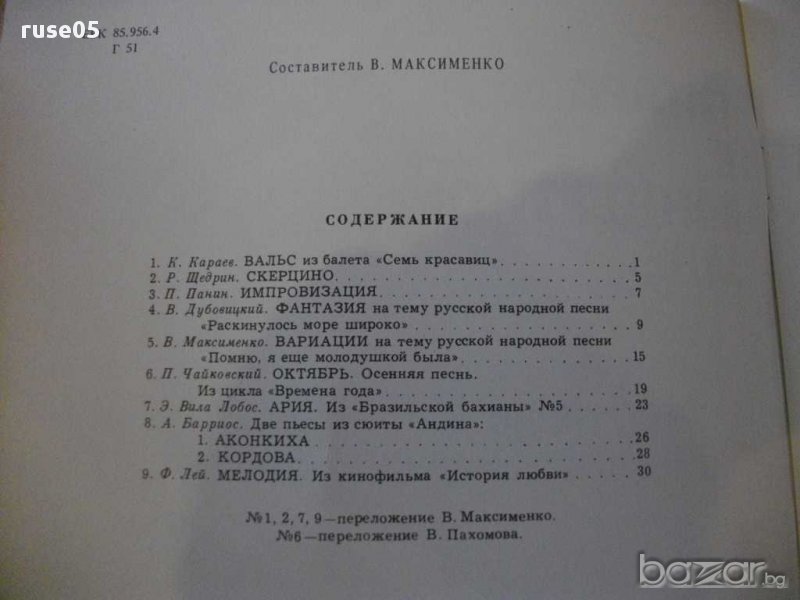 ruse05
К 85.956.4
Г 51
Составитель В. МАКСИМЕНКО
СОДЕРЖАНИЕ
1. К. Караев. ВАЛЬС из балета «Семь красавиц» . . . . . . . . . 1
2. Р. Щедрин. СКЕРЦИНО. . . . . . . . . . . . . . . . . . . . . 5
3. П. Панин. ИМПРОВИЗАЦИЯ . . . . . . . . . . . . . . . . . . 7
4. В. Дубовицкий. ФАНТАЗИЯ на тему русской народной песни
«Раскинулось море широко» . . . . . . . . . . . . . . . . . 9
5. В. Максименко. ВАРИАЦИИ на тему русской народной песни
«Помню, я еще молодушкой была» . . . . . . . . . . . . . 15
6. П. Чайковский. ОКТЯБРЬ. Осенняя песнь.
Из цикла «Времена года» . . . . . . . . . . . . . . . . . . 19
7. Э. Вила Лобос. АРИЯ. Из «Бразильской бахианы» №5 . . . . . 23
8. А. Барриос. Две пьесы из сюиты «Андина»:
1. АКОНКИХА . . . . . . . . . . . . . . . . . . . . . . . . 26
2. КОРДОВА. . . . . . . . . . . . . . . . . . . . . . . . . 28
9. Ф. Лей. МЕЛОДИЯ. Из кинофильма «История любви» . . . . . 30
№1, 2, 7, 9—переложение В. Максименко.
№6—переложение В. Пахомова.
bazar.bg